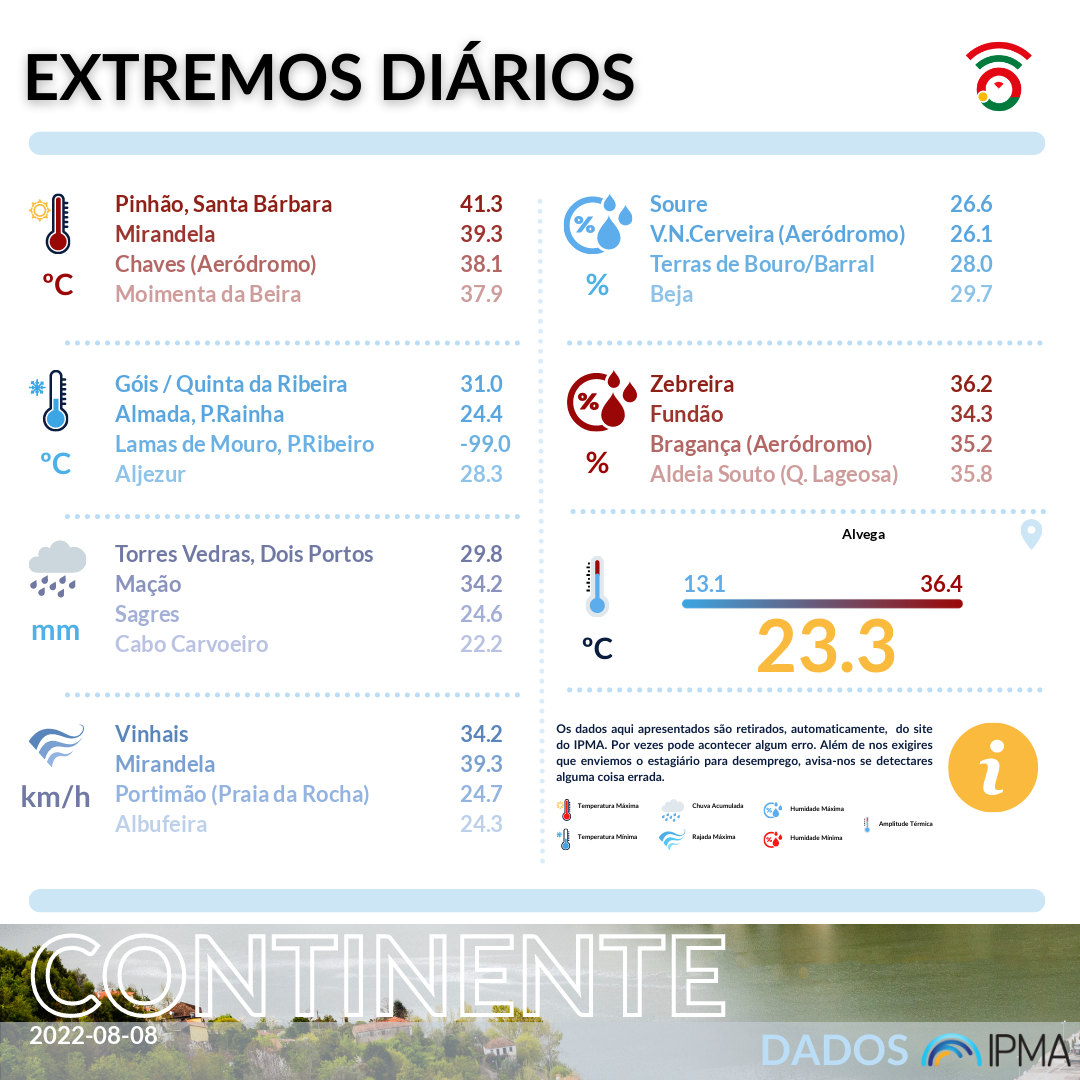 EXTREMOS DIÁRIOS
Pinhão, Santa Bárbara 41.3
Mirandela 39.3
Chaves (Aeródromo) 38.1
Moimenta da Beira 37.9
ºC
Góis / Quinta da Ribeira 31.0
Almada, P.Rainha 24.4
Lamas de Mouro, P.Ribeiro -99.0
Aljezur 28.3
ºC
Torres Vedras, Dois Portos 29.8
Mação 34.2
Sagres 24.6
Cabo Carvoeiro 22.2
mm
Vinhais 34.2
Mirandela 39.3
Portimão (Praia da Rocha) 24.7
Albufeira 24.3
km/h
%
Soure 26.6
V.N.Cerveira (Aeródromo) 26.1
Terras de Bouro/Barral 28.0
Beja 29.7
%
%
Zebreira 36.2
Fundão 34.3
Bragança (Aeródromo) 35.2
Aldeia Souto (Q. Lageosa) 35.8
%
Alvega
13.1 36.4
23.3
ºC
Os dados aqui apresentados são retirados, automaticamente, do site
do IPMA. Por vezes pode acontecer algum erro. Além de nos exigires
que enviemos o estagiário para desemprego, avisa-nos se detectares
alguma coisa errada.
i
Temperatura Máxima Chuva Acumulada Humidade Máxima
Amplitude Térmica
Temperatura Mínima Rajada Máxima Humidade Mínima
CONTINENTE
2022-08-08
DADOS IPMA